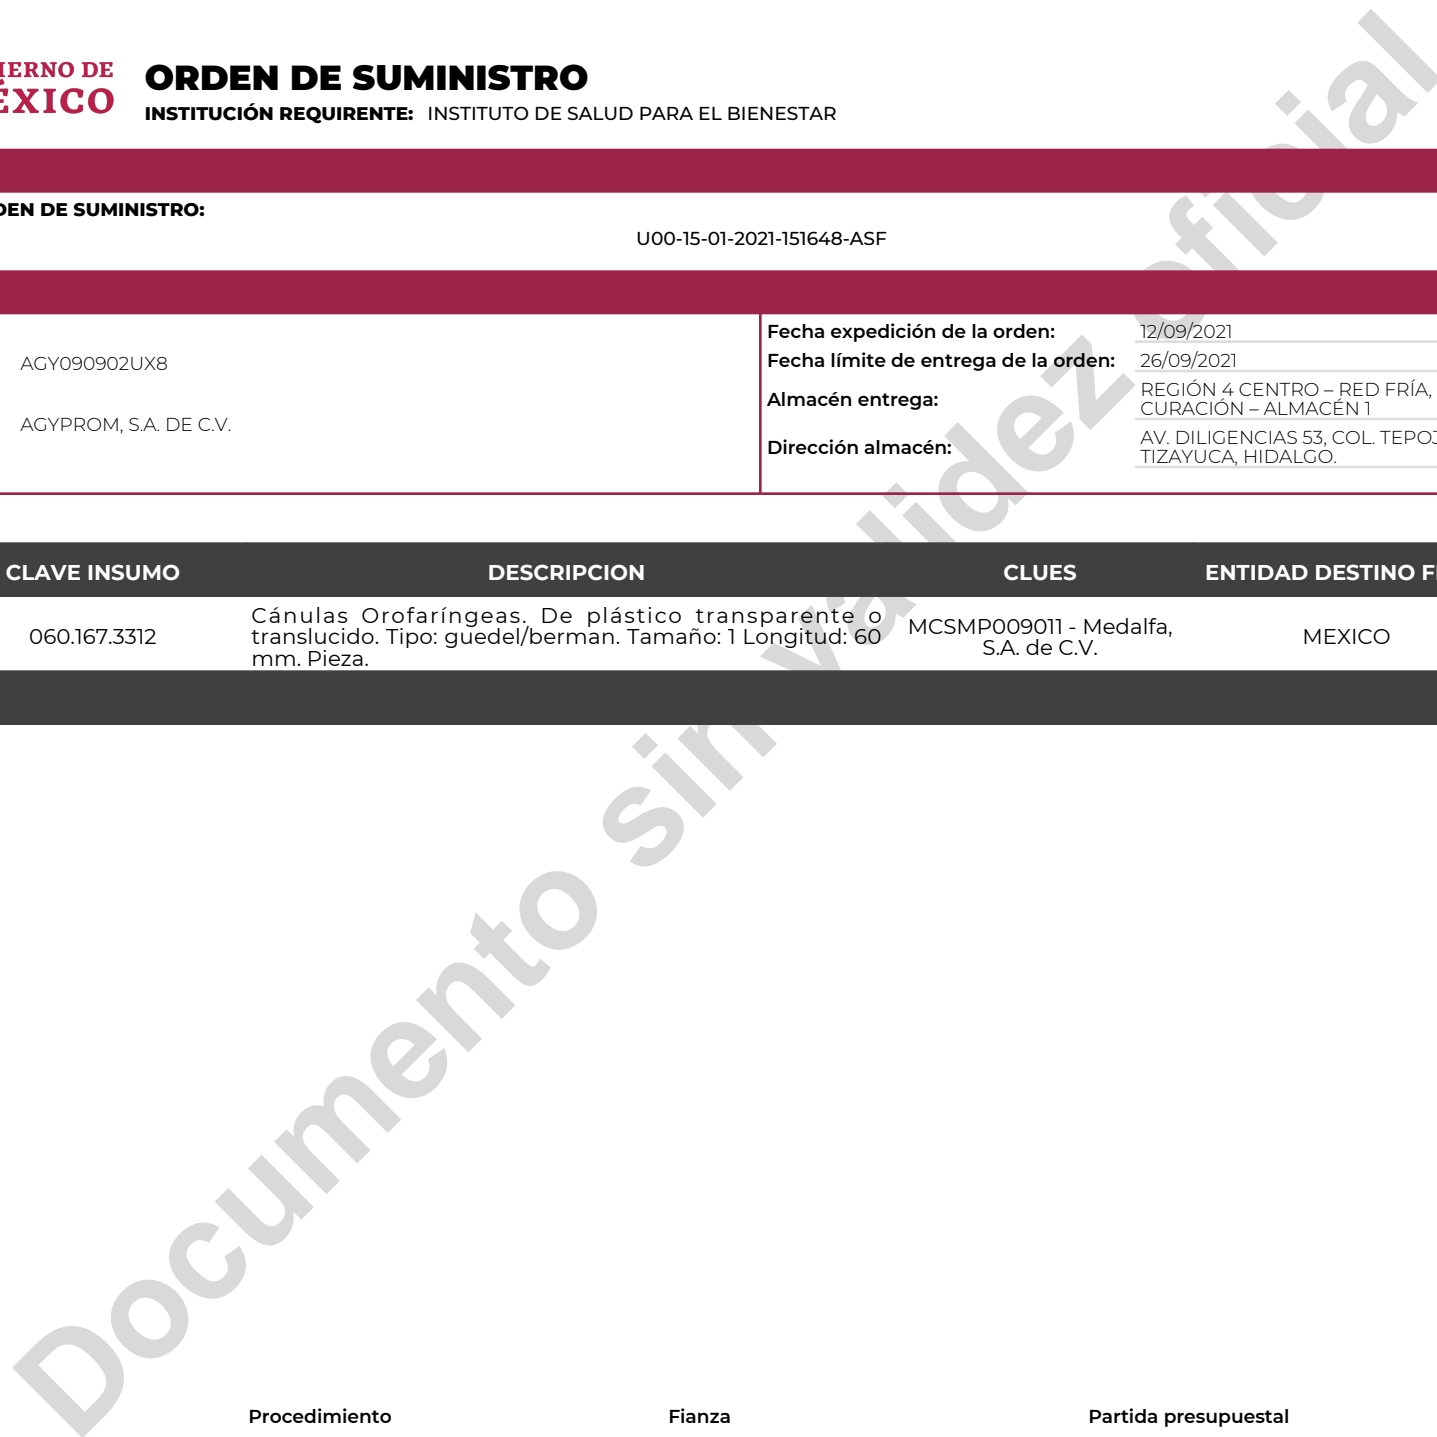 IERNO DE
ÉXICO
ORDEN DE SUMINISTRO
INSTITUCIÓN REQUIRENTE: INSTITUTO DE SALUD PARA EL BIENESTAR
DEN DE SUMINISTRO:
U00-15-01-2021-151648-ASF
AGY090902UX8
AGYPROM, S.A. DE C.V.
Fecha expedición de la orden: 12/09/2021
Fecha límite de entrega de la orden: 26/09/2021
Almacén entrega: REGIÓN 4 CENTRO – RED FRÍA,
CURACIÓN – ALMACÉN 1
Dirección almacén: AV. DILIGENCIAS 53, COL. TEPOJ
TIZAYUCA, HIDALGO.
CLAVE INSUMO DESCRIPCION CLUES ENTIDAD DESTINO F
060.167.3312
Cánulas Orofaríngeas. De plástico transparente o
translucido. Tipo: guedel/berman. Tamaño: 1 Longitud: 60
mm. Pieza.
MCSMP009011 - Medalfa,
S.A. de C.V.
MEXICO
Documento sin validez oficial
Procedimiento Fianza Partida presupuestal